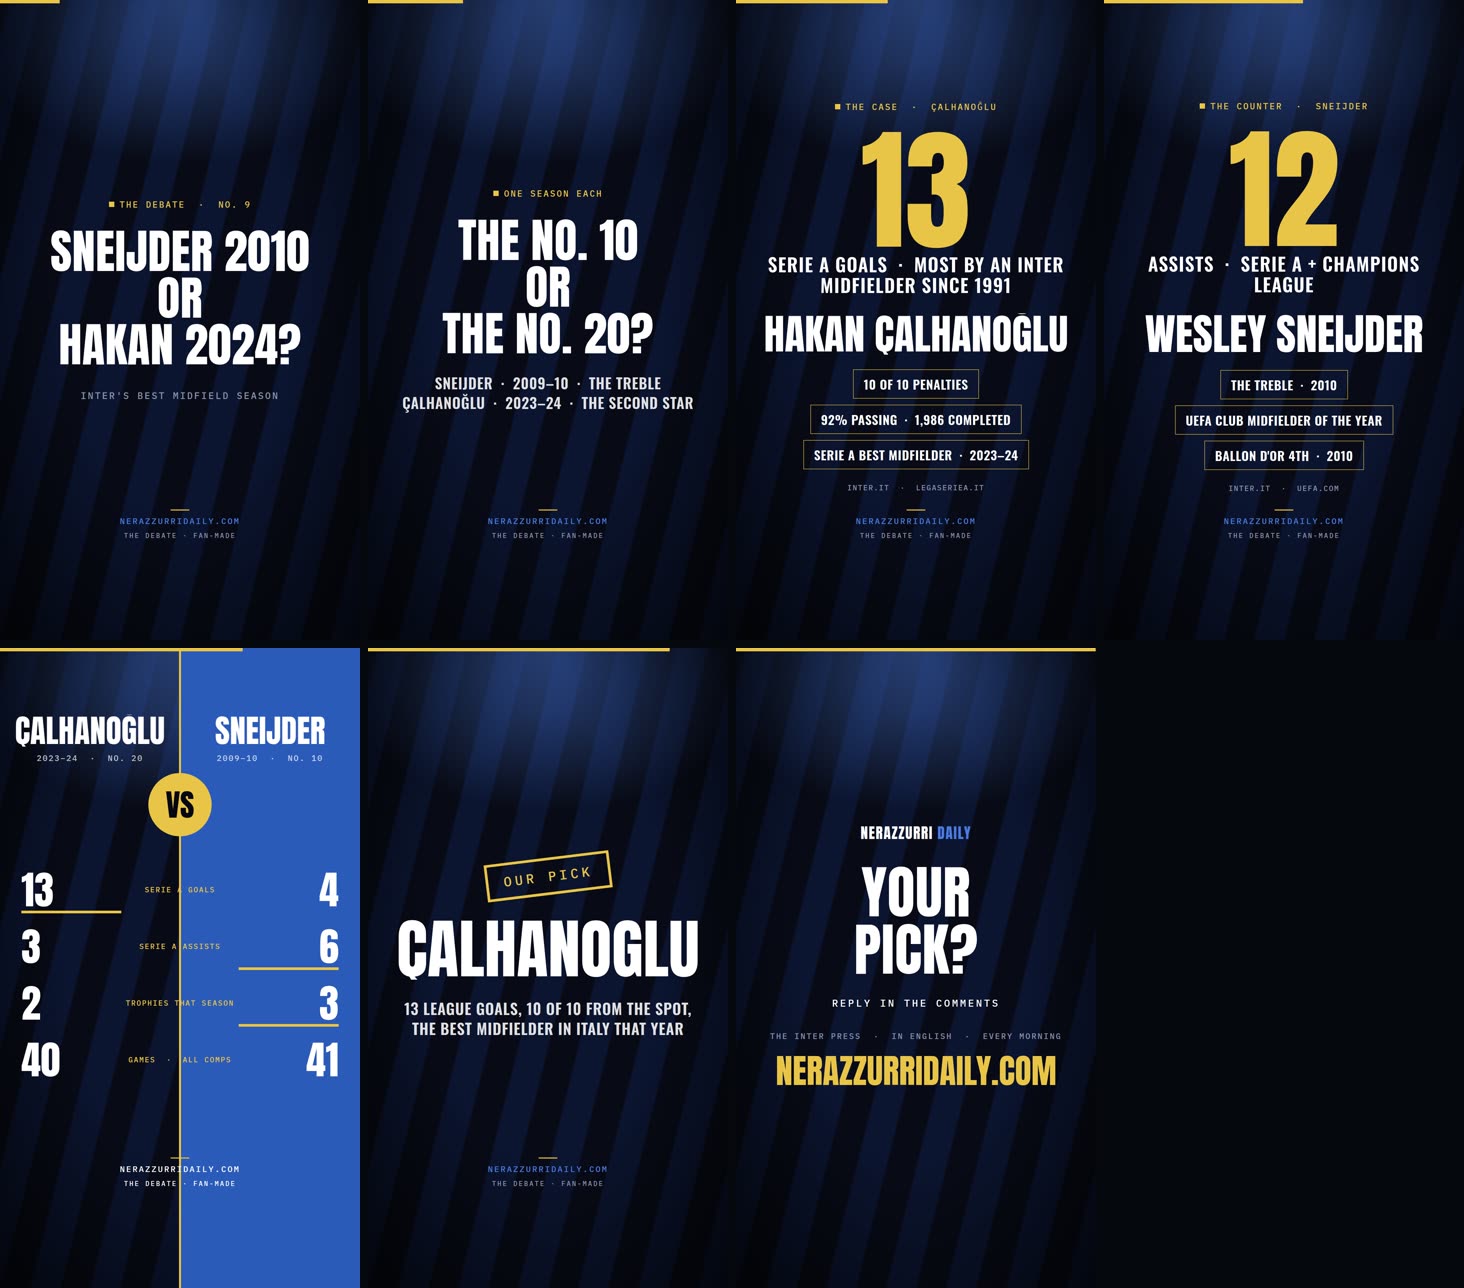 THE DEBATE · NO. 9
SNEIJDER 2010
OR
HAKAN 2024?
INTER'S BEST MIDFIELD SEASON
NERAZZURRIDAILY.COM
THE DEBATE · FAN-MADE
ONE SEASON EACH
THE NO. 10
OR
THE NO. 20?
SNEIJDER · 2009–10 · THE TREBLE
ÇALHANOĞLU · 2023–24 · THE SECOND STAR
NERAZZURRIDAILY.COM
THE DEBATE · FAN-MADE
THE CASE · ÇALHANOĞLU
13
SERIE A GOALS · MOST BY AN INTER
MIDFIELDER SINCE 1991
HAKAN ÇALHANOĞLU
10 OF 10 PENALTIES
92% PASSING · 1,986 COMPLETED
SERIE A BEST MIDFIELDER · 2023–24
INTER.IT · LEGASERIEA.IT
NERAZZURRIDAILY.COM
THE DEBATE · FAN-MADE
THE COUNTER · SNEIJDER
12
ASSISTS · SERIE A + CHAMPIONS
LEAGUE
WESLEY SNEIJDER
THE TREBLE · 2010
UEFA CLUB MIDFIELDER OF THE YEAR
BALLON D'OR 4TH · 2010
INTER.IT · UEFA.COM
NERAZZURRIDAILY.COM
THE DEBATE · FAN-MADE
ÇALHANOĞLU
2023–24 · NO. 20
SNEIJDER
2009–10 · NO. 10
VS
13 SERIE A GOALS 4
3 SERIE A ASSISTS 6
2 TROPHIES THAT SEASON 3
40 GAMES · ALL COMPS 41
NERAZZURRIDAILY.COM
THE DEBATE · FAN-MADE
OUR PICK
ÇALHANOGLU
13 LEAGUE GOALS, 10 OF 10 FROM THE SPOT,
THE BEST MIDFIELDER IN ITALY THAT YEAR
NERAZZURRIDAILY.COM
THE DEBATE · FAN-MADE
NERAZZURRI DAILY
YOUR
PICK?
REPLY IN THE COMMENTS
THE INTER PRESS · IN ENGLISH · EVERY MORNING
NERAZZURRIDAILY.COM